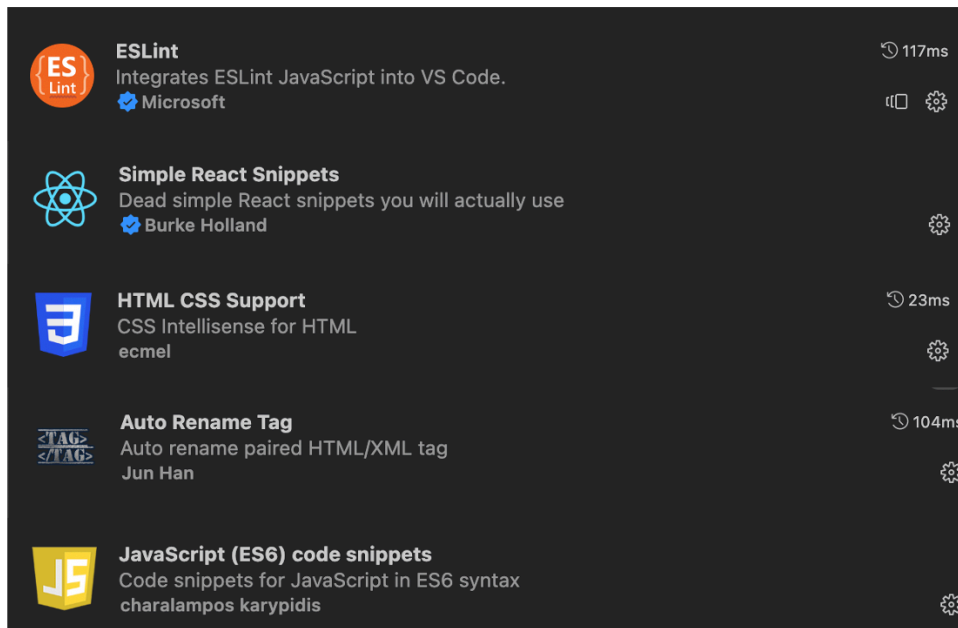 {ES}
Lint
ESLint
117ms
Integrates ESLint JavaScript into VS Code.
Microsoft
Simple React Snippets
Dead simple React snippets you will actually use
Burke Holland
HTML CSS Support
23ms
CSS Intellisense for HTML
ecmel
<TAG>
</TAG>
Auto Rename Tag
104ms
Auto rename paired HTML/XML tag
Jun Han
JS
JavaScript (ES6) code snippets
Code snippets for JavaScript in ES6 syntax
charalampos karypidis